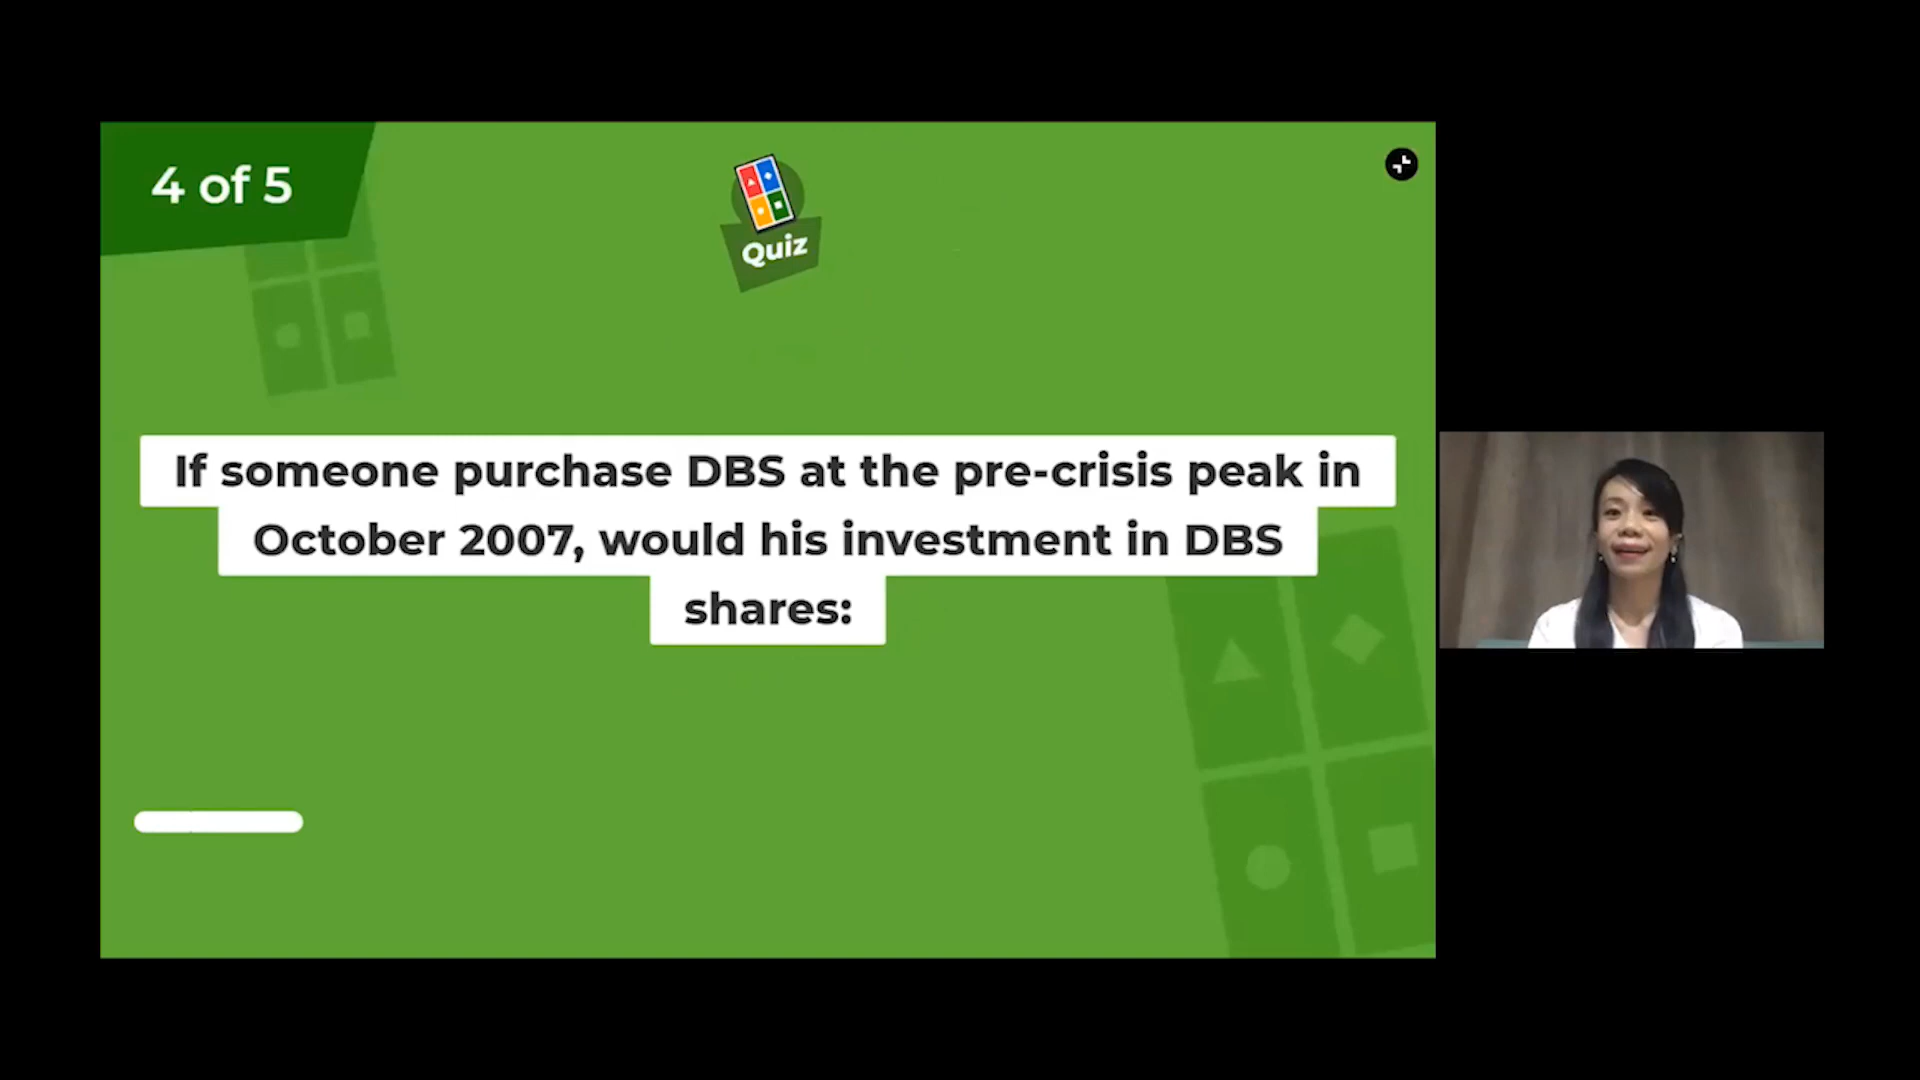 4 of 5
Quiz
If someone purchase DBS at the pre-crisis peak in
October 2007, would his investment in DBS
shares: